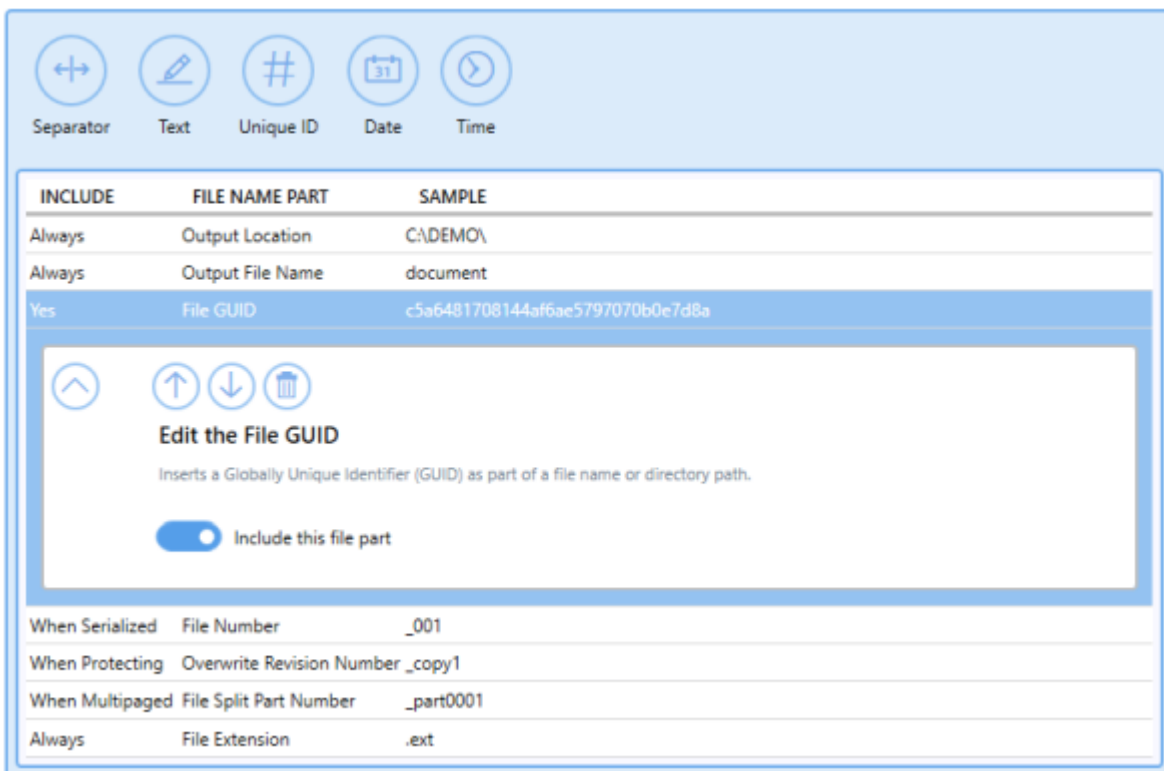 31
Separator Text Unique ID Date Time
INCLUDE FILE NAME PART SAMPLE
Always Output Location C:\DEMO\
Always Output File Name document
Yes File GUID c5a6481708144af6ae5797070b0e7d8a
Edit the File GUID
Inserts a Globally Unique Identifier (GUID) as part of a file name or directory path.
Include this file part
When Serialized File Number _001
When Protecting Overwrite Revision Number _copy1
When Multipaged File Split Part Number _part0001
Always File Extension .ext